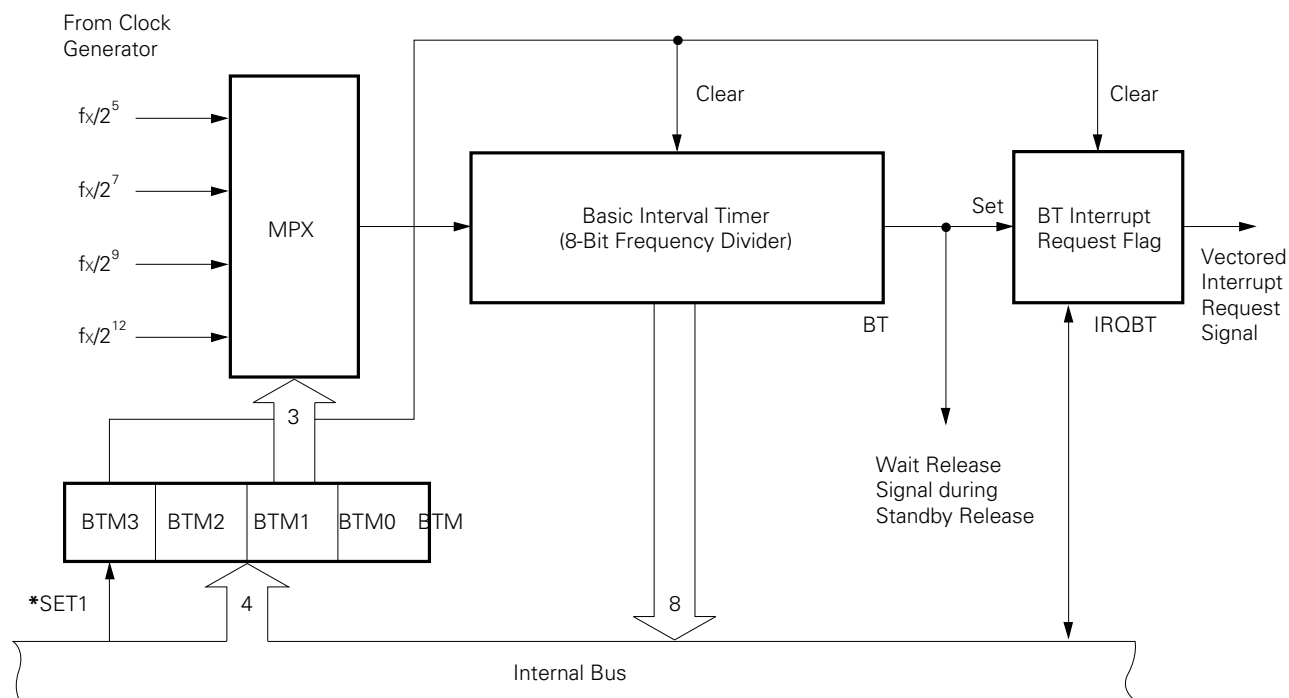 From Clock
Generator
fx/2^5
fx/2^7
fx/2^9
fx/2^12
MPX
Clear
Clear
Basic Interval Timer
(8-Bit Frequency Divider)
BT
Set
BT Interrupt
Request Flag
IRQBT
Vectored
Interrupt
Request
Signal
3
Wait Release
Signal during
Standby Release
BTM3 BTM2 BTM1 BTM0 BTM
*SET1
4
8
Internal Bus